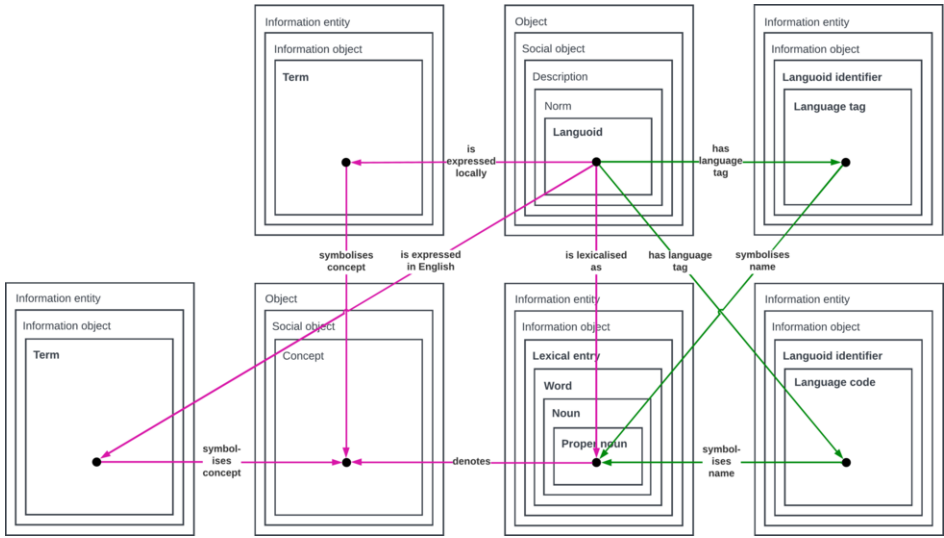 Information entity
Information object
Term
Object
Social object
Description
Norm
Languoid
Information entity
Information object
Languoid identifier
Language tag
is
expressed
locally
has
language
tag
symbolises
concept
is expressed
in English
is lexicalised
as
has language
tag
symbolises
name
Information entity
Information object
Term
Object
Social object
Concept
Information entity
Information object
Lexical entry
Word
Noun
Proper noun
Information entity
Information object
Languoid identifier
Language code
symbol-
ises
concept
denotes
symbol-
ises
name